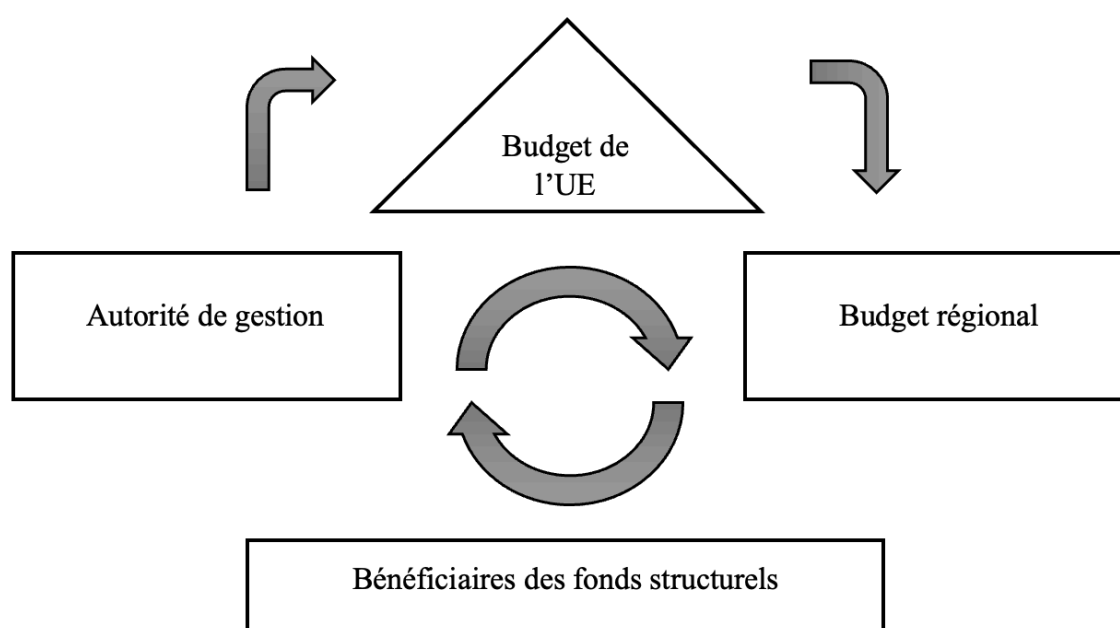 Budget de
l’UE
Autorité de gestion
Budget régional
Bénéficiaires des fonds structurels